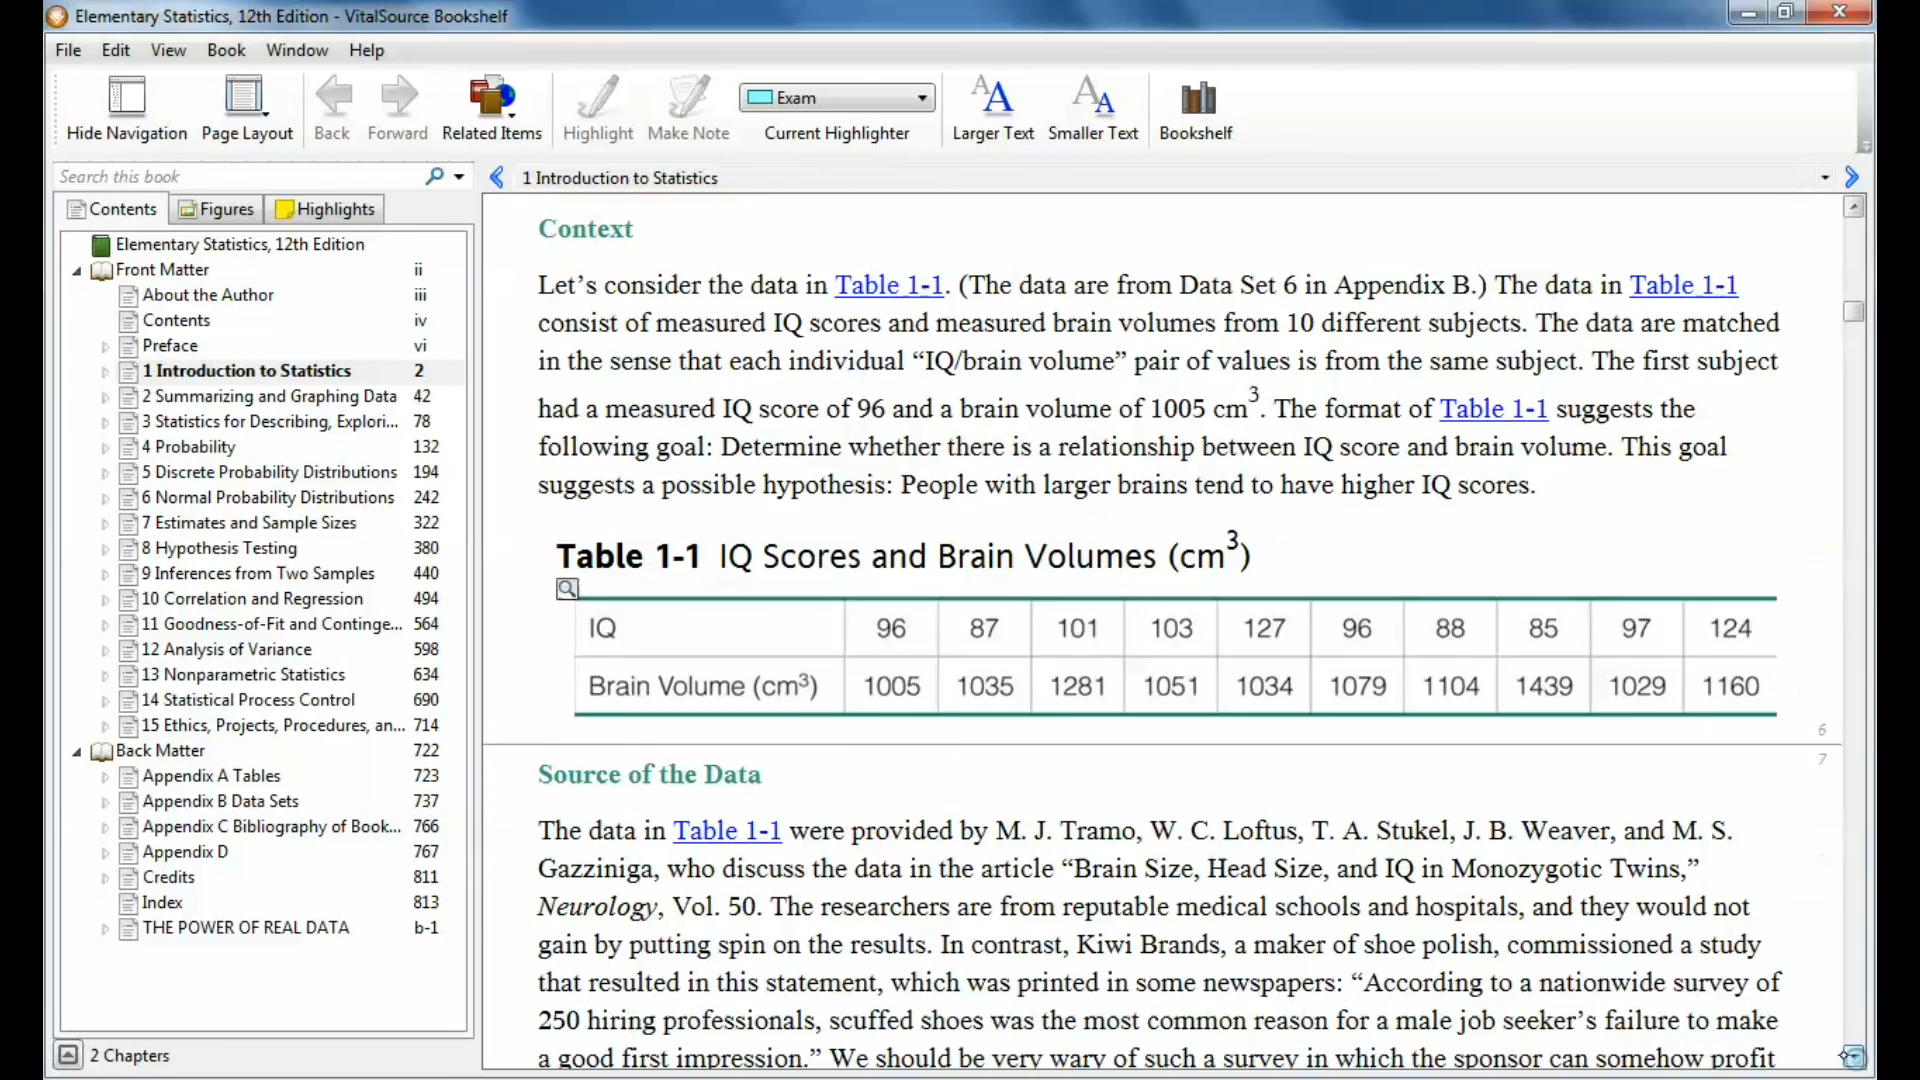 Elementary Statistics, 12th Edition - VitalSource Bookshelf
File Edit View Book Window Help
Hide Navigation Page Layout Back Forward Related Items Highlight Make Note Exam Current Highlighter Larger Text Smaller Text Bookshelf
Search this book
1 Introduction to Statistics
Contents Figures Highlights
Elementary Statistics, 12th Edition
Front Matter ii
About the Author iii
Contents iv
Preface vi
1 Introduction to Statistics 2
2 Summarizing and Graphing Data 42
3 Statistics for Describing, Explori... 78
4 Probability 132
5 Discrete Probability Distributions 194
6 Normal Probability Distributions 242
7 Estimates and Sample Sizes 322
8 Hypothesis Testing 380
9 Inferences from Two Samples 440
10 Correlation and Regression 494
11 Goodness-of-Fit and Continge... 564
12 Analysis of Variance 598
13 Nonparametric Statistics 634
14 Statistical Process Control 690
15 Ethics, Projects, Procedures, an... 714
Back Matter 722
Appendix A Tables 723
Appendix B Data Sets 737
Appendix C Bibliography of Book... 766
Appendix D 767
Credits 811
Index 813
THE POWER OF REAL DATA b-1
2 Chapters
Context
Let’s consider the data in Table 1-1. (The data are from Data Set 6 in Appendix B.) The data in Table 1-1
consist of measured IQ scores and measured brain volumes from 10 different subjects. The data are matched
in the sense that each individual “IQ/brain volume” pair of values is from the same subject. The first subject
had a measured IQ score of 96 and a brain volume of 1005 cm³. The format of Table 1-1 suggests the
following goal: Determine whether there is a relationship between IQ score and brain volume. This goal
suggests a possible hypothesis: People with larger brains tend to have higher IQ scores.
Table 1-1 IQ Scores and Brain Volumes (cm³)
IQ 96 87 101 103 127 96 88 85 97 124
Brain Volume (cm³) 1005 1035 1281 1051 1034 1079 1104 1439 1029 1160
6
7
Source of the Data
The data in Table 1-1 were provided by M. J. Tramo, W. C. Loftus, T. A. Stukel, J. B. Weaver, and M. S.
Gazziniga, who discuss the data in the article “Brain Size, Head Size, and IQ in Monozygotic Twins,”
Neurology, Vol. 50. The researchers are from reputable medical schools and hospitals, and they would not
gain by putting spin on the results. In contrast, Kiwi Brands, a maker of shoe polish, commissioned a study
that resulted in this statement, which was printed in some newspapers: “According to a nationwide survey of
250 hiring professionals, scuffed shoes was the most common reason for a male job seeker’s failure to make
a good first impression.” We should be very wary of such a survey in which the sponsor can somehow profit